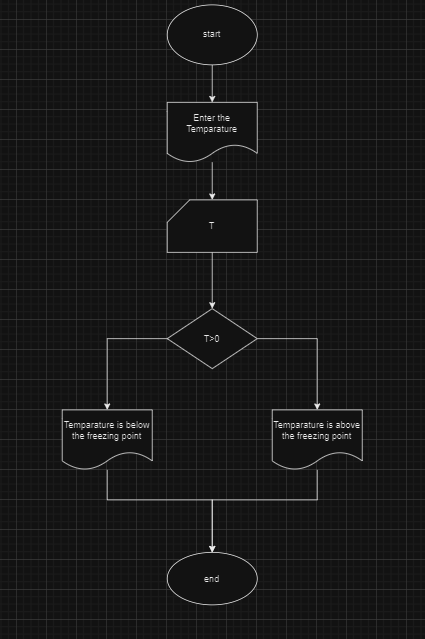 start
Enter the
Temparature
T
T>0
Temparature is below
the freezing point
Temparature is above
the freezing point
end